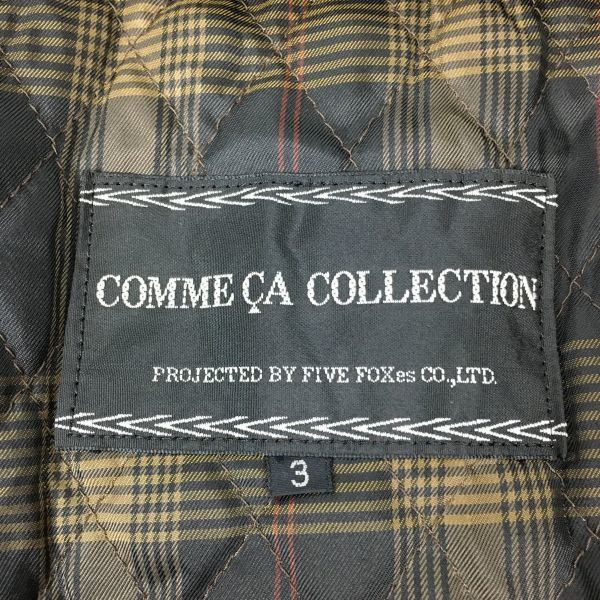 COMME ÇA COLLECTION
PROJECTED BY FIVE FOXes CO.,LTD.
3